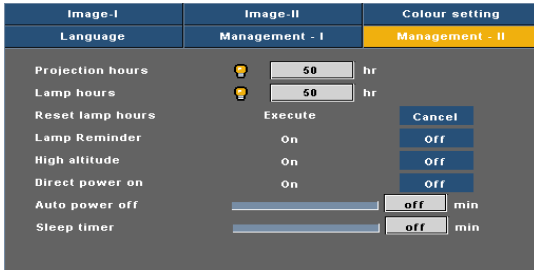 Image-I Image-II Colour setting
Language Management - I Management - II
Projection hours 50 hr
Lamp hours 50 hr
Reset lamp hours Execute Cancel
Lamp Reminder On Off
High altitude On Off
Direct power on On Off
Auto power off off min
Sleep timer off min